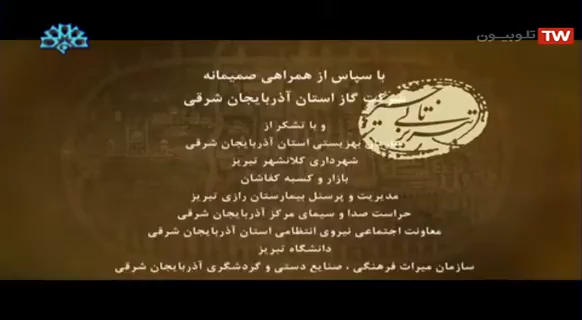 تلوبیون TW
با سپاس از همراهی صمیمانه
شرکت گاز استان آذربایجان شرقی
و با تشکر از
بهزیستی استان آذربایجان شرقی
شهرداری کلانشهر تبریز
بازار و کسبه کفاشان
مدیریت و پرسنل بیمارستان رازی تبریز
حراست صدا و سیمای مرکز آذربایجان شرقی
معاونت اجتماعی نیروی انتظامی استان آذربایجان شرقی
دانشگاه تبریز
سازمان میراث فرهنگی ، صنایع دستی و گردشگری آذربایجان شرقی